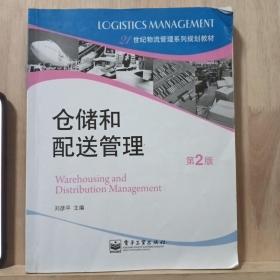 LOGISTICS MANAGEMENT
21世纪物流管理系列规划教材
仓储和
配送管理
第2版
Warehousing and
Distribution Management
刘彦平 主编
電子工業出版社